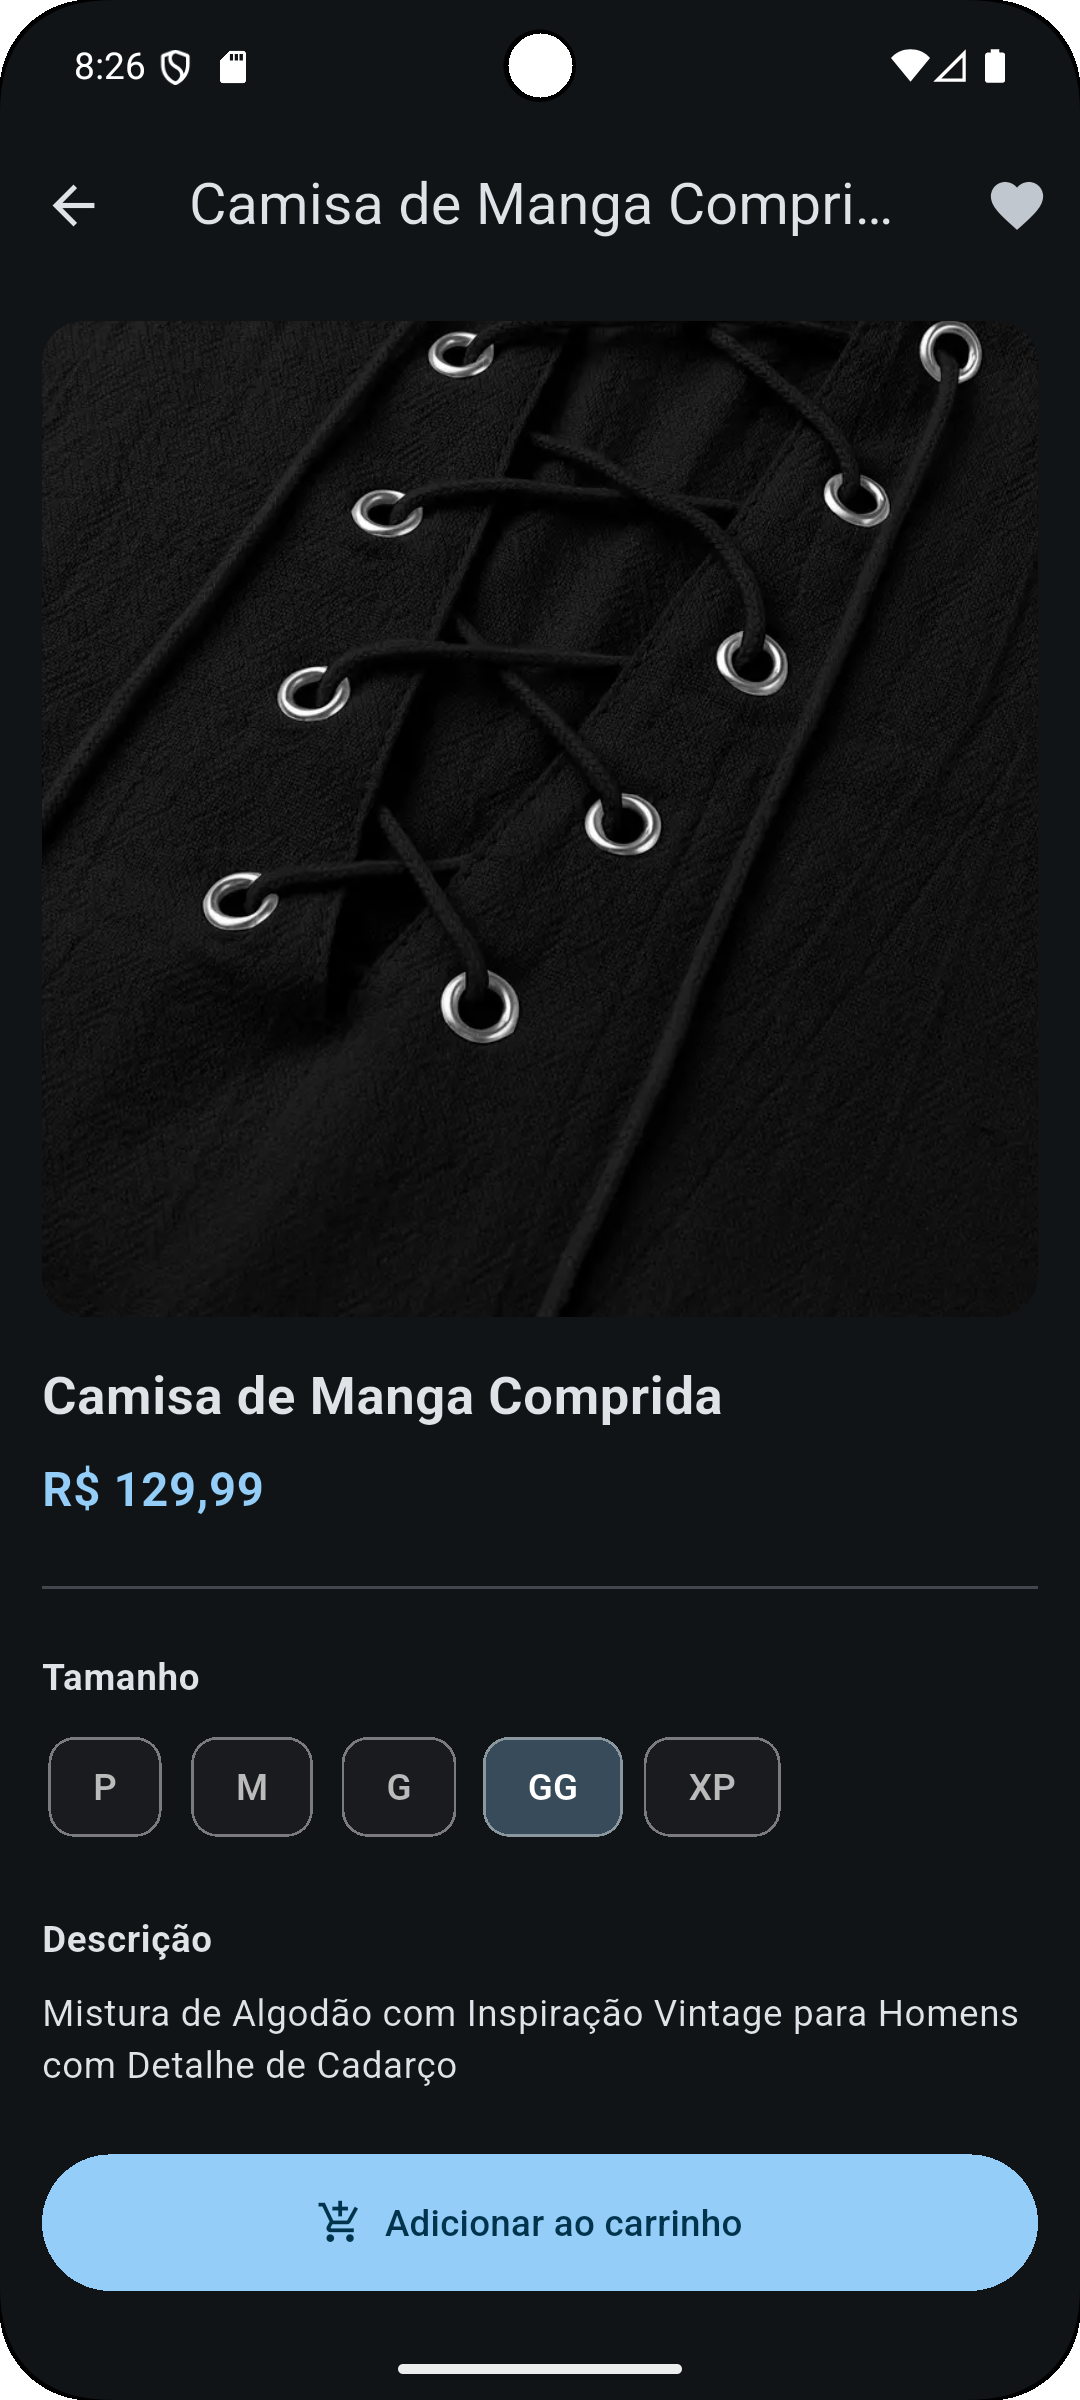 8:26
Camisa de Manga Compri...
Camisa de Manga Comprida
R$ 129,99
Tamanho
P M G GG XP
Descrição
Mistura de Algodão com Inspiração Vintage para Homens
com Detalhe de Cadarço
Adicionar ao carrinho